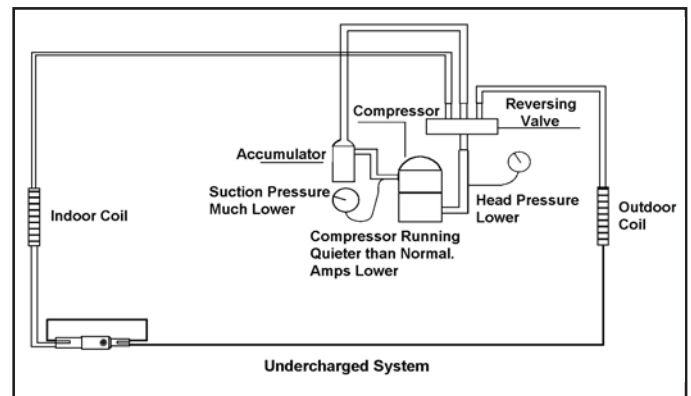 Compressor
Reversing
Valve
Accumulator
Suction Pressure
Much Lower
Head Pressure
Lower
Indoor Coil
Outdoor
Coil
Compressor Running
Quieter than Normal.
Amps Lower
Undercharged System